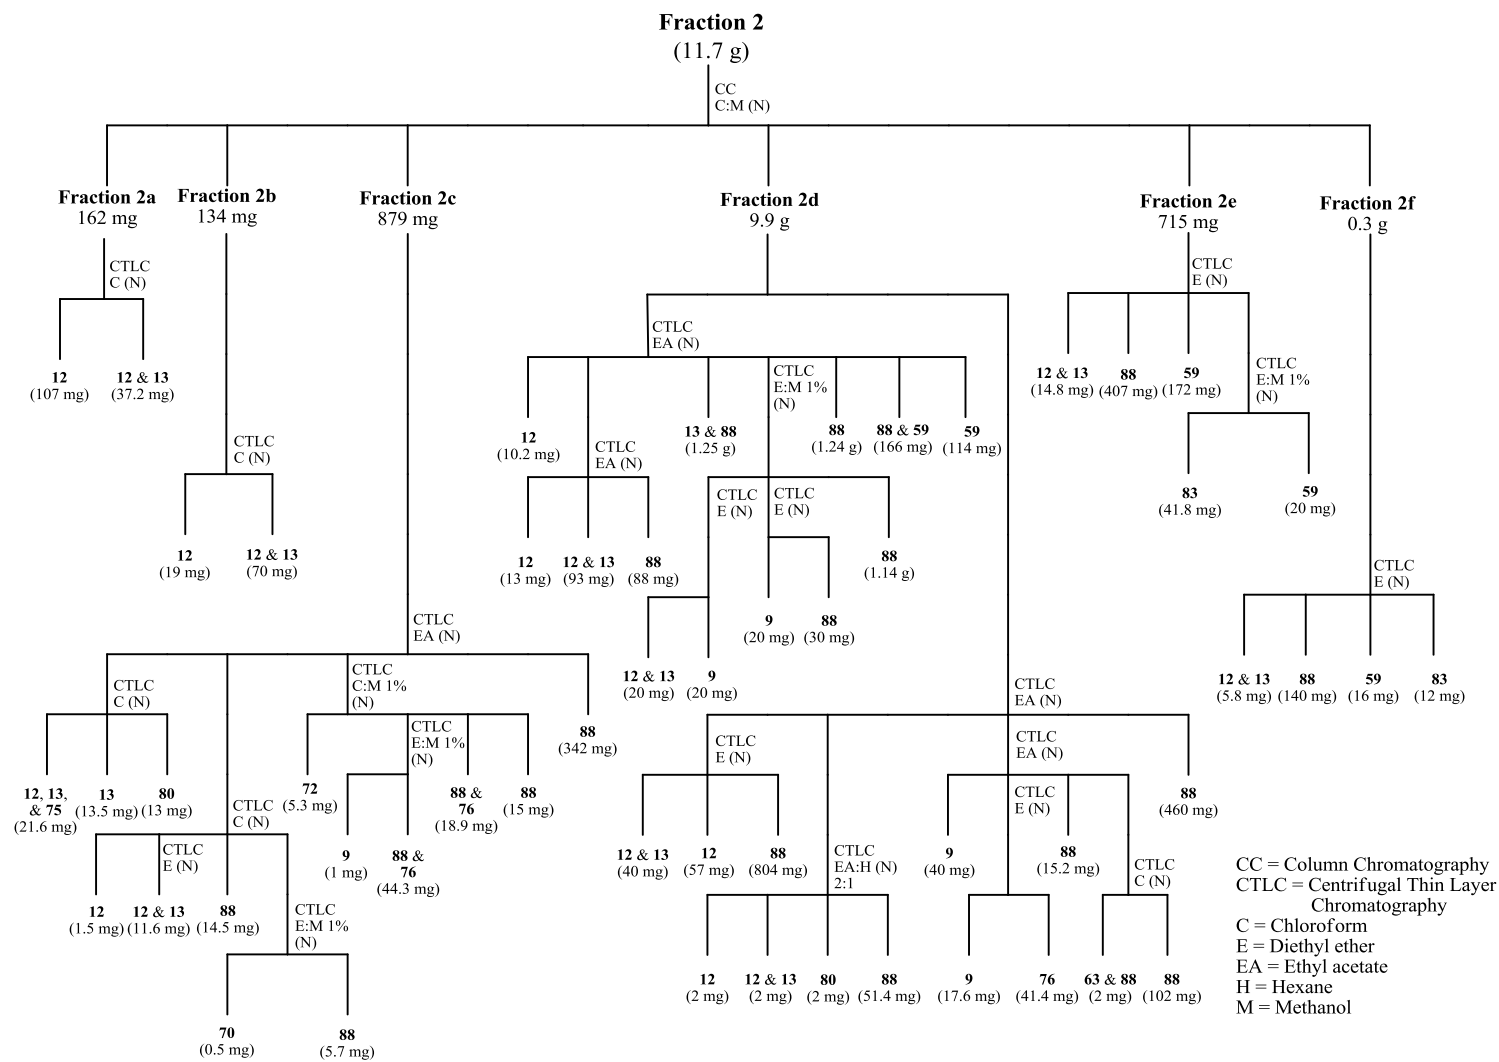 Fraction 2
(11.7 g)
CC
C:M (N)
Fraction 2a
162 mg
Fraction 2b
134 mg
Fraction 2c
879 mg
Fraction 2d
9.9 g
Fraction 2e
715 mg
Fraction 2f
0.3 g
CTLC
C (N)
12
(107 mg)
12 & 13
(37.2 mg)
CTLC
C (N)
12
(19 mg)
12 & 13
(70 mg)
CTLC
EA (N)
CTLC
C (N)
12, 13,
& 75
(21.6 mg)
13
(13.5 mg)
80
(13 mg)
CTLC
C (N)
12
(1.5 mg)
CTLC
E (N)
12 & 13
(11.6 mg)
88
(14.5 mg)
CTLC
E:M 1%
(N)
70
(0.5 mg)
88
(5.7 mg)
CTLC
C:M 1%
(N)
72
(5.3 mg)
CTLC
E:M 1%
(N)
9
(1 mg)
88 &
76
(44.3 mg)
88 &
76
(18.9 mg)
88
(15 mg)
88
(342 mg)
CTLC
EA (N)
12
(10.2 mg)
CTLC
EA (N)
12
(13 mg)
12 & 13
(93 mg)
88
(88 mg)
13 & 88
(1.25 g)
CTLC
E:M 1%
(N)
CTLC
E (N)
12 & 13
(20 mg)
9
(20 mg)
CTLC
E (N)
9
(20 mg)
88
(30 mg)
88
(1.14 g)
88
(1.24 g)
88 & 59
(166 mg)
59
(114 mg)
CTLC
EA (N)
CTLC
E (N)
12 & 13
(40 mg)
12
(57 mg)
88
(804 mg)
CTLC
EA:H (N)
2:1
12
(2 mg)
12 & 13
(2 mg)
80
(2 mg)
88
(51.4 mg)
CTLC
EA (N)
9
(40 mg)
CTLC
E (N)
9
(17.6 mg)
76
(41.4 mg)
88
(15.2 mg)
CTLC
C (N)
63 & 88
(2 mg)
88
(102 mg)
88
(460 mg)
CTLC
E (N)
12 & 13
(14.8 mg)
88
(407 mg)
59
(172 mg)
CTLC
E:M 1%
(N)
83
(41.8 mg)
59
(20 mg)
CTLC
E (N)
12 & 13
(5.8 mg)
88
(140 mg)
59
(16 mg)
83
(12 mg)
CC = Column Chromatography
CTLC = Centrifugal Thin Layer
Chromatography
C = Chloroform
E = Diethyl ether
EA = Ethyl acetate
H = Hexane
M = Methanol